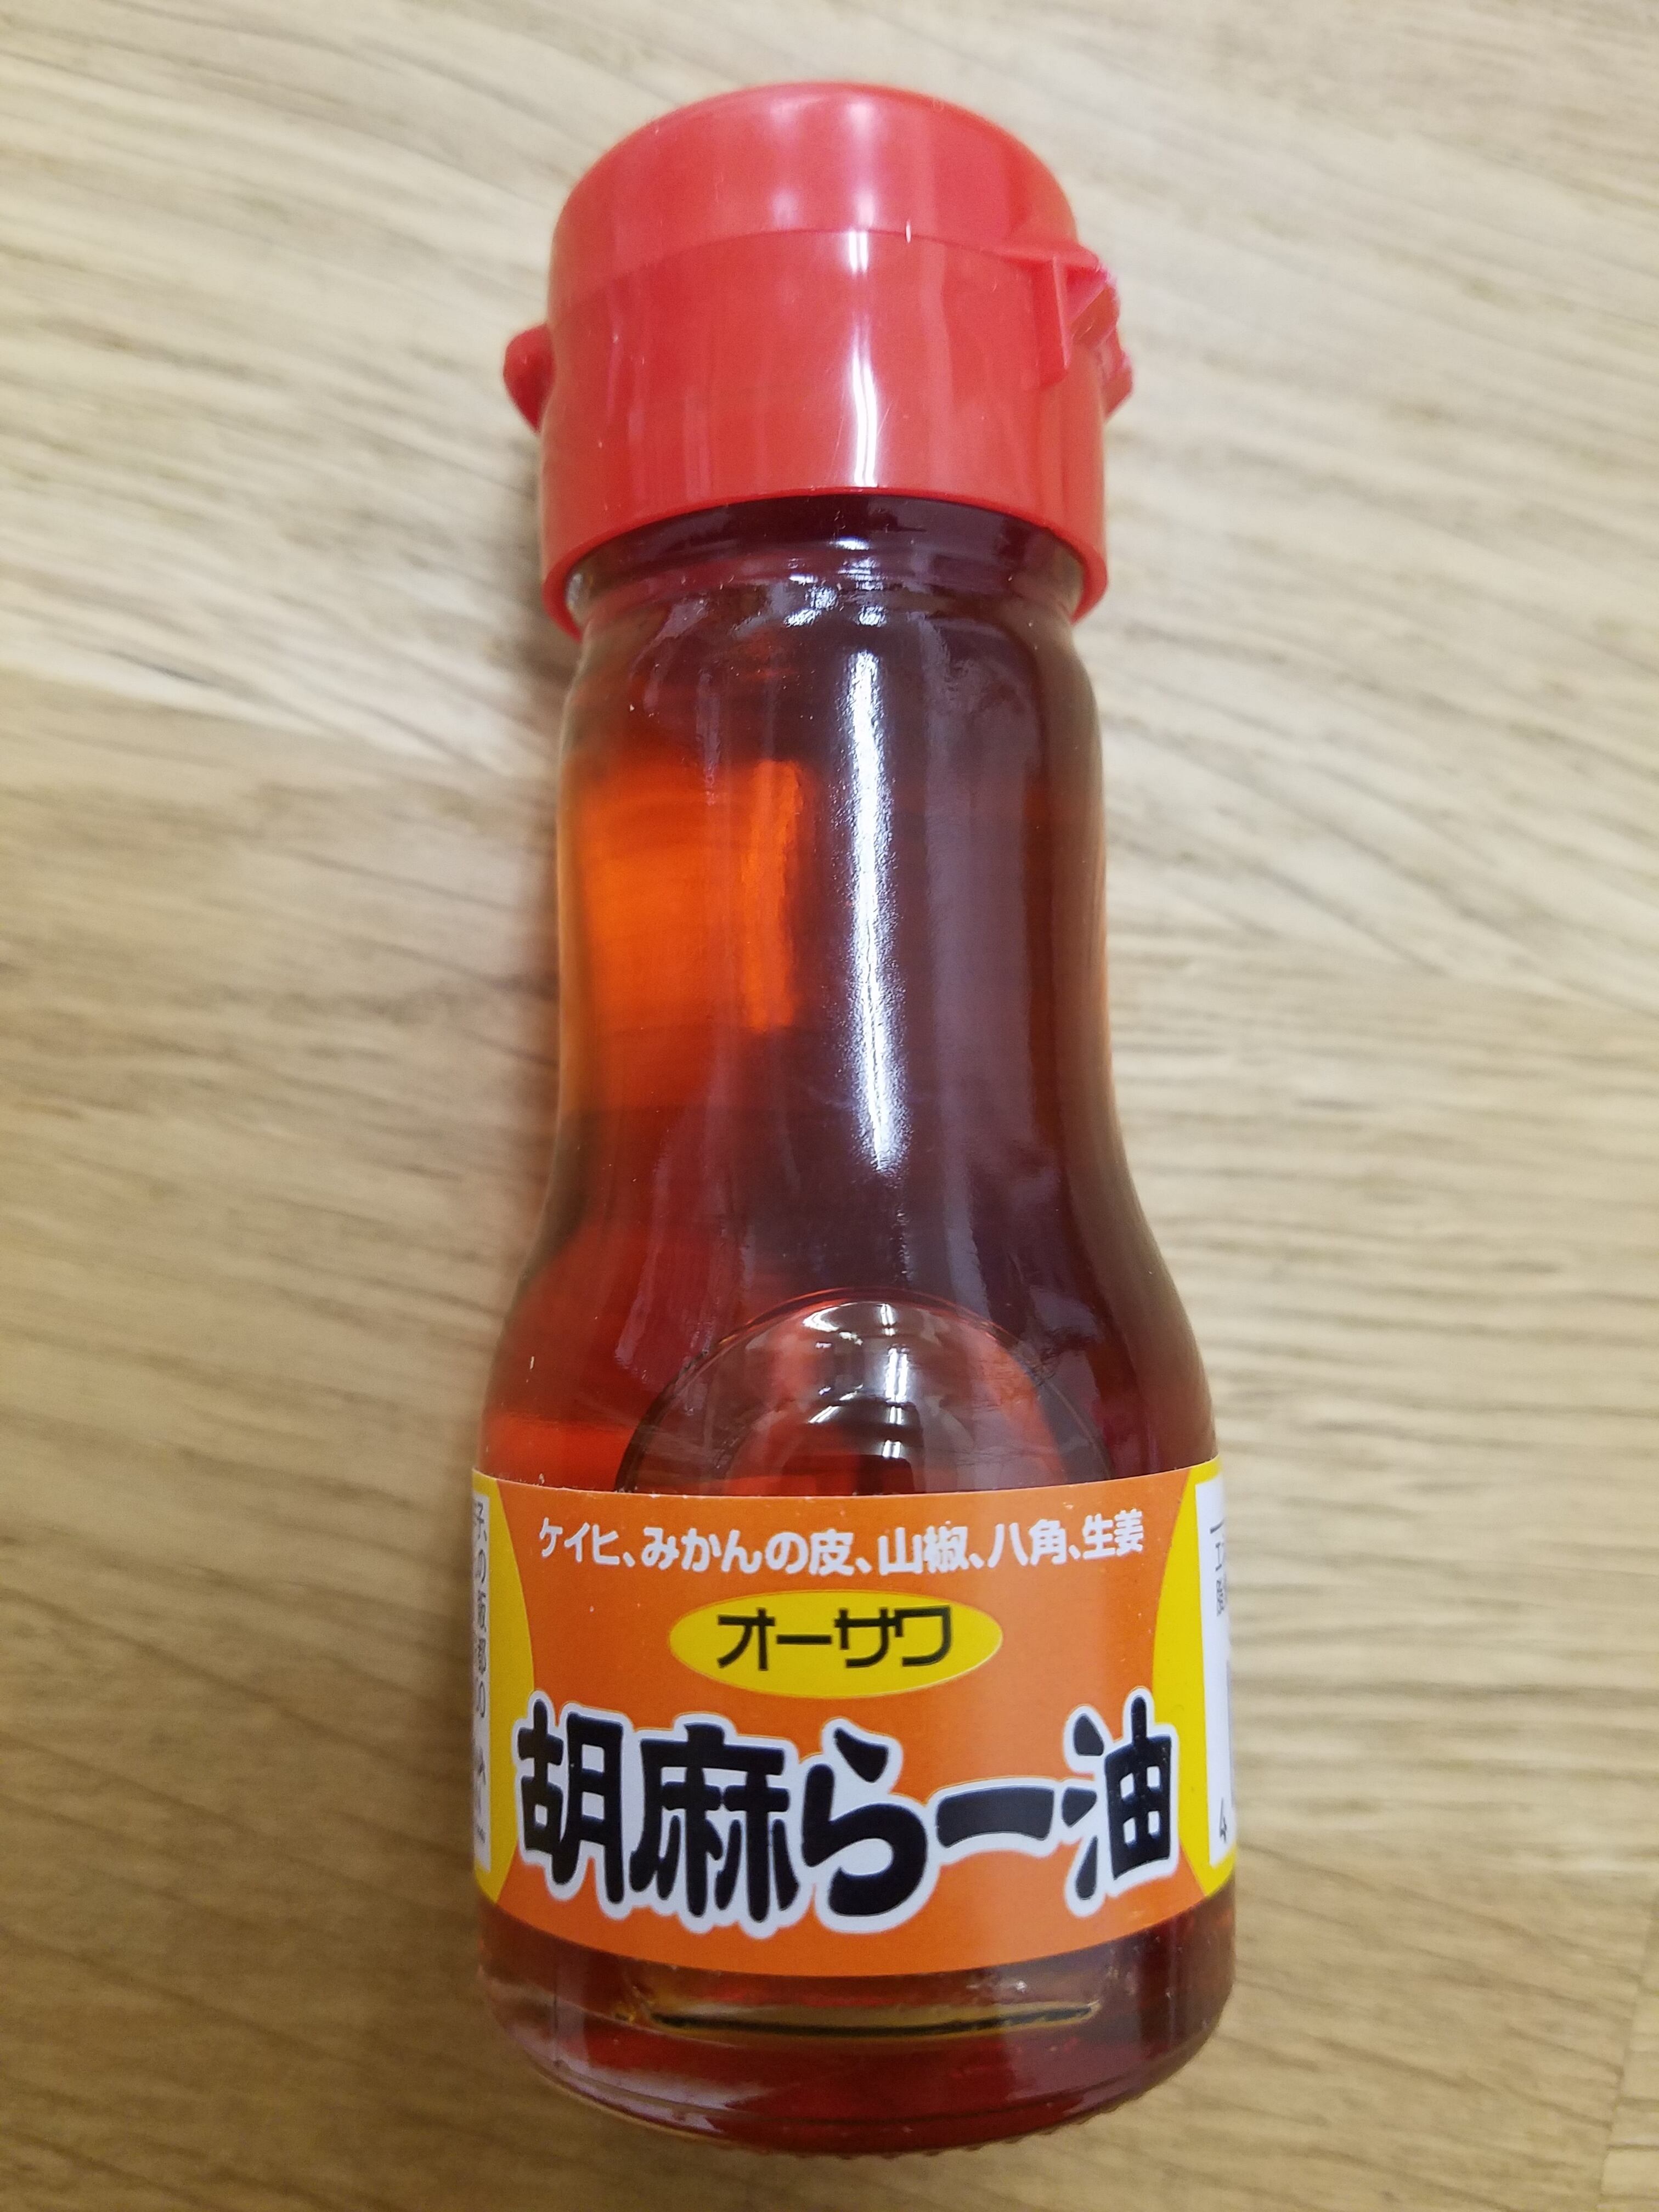 ケイヒ、みかんの皮、山椒、八角、生姜
オーサワ
胡麻らー油